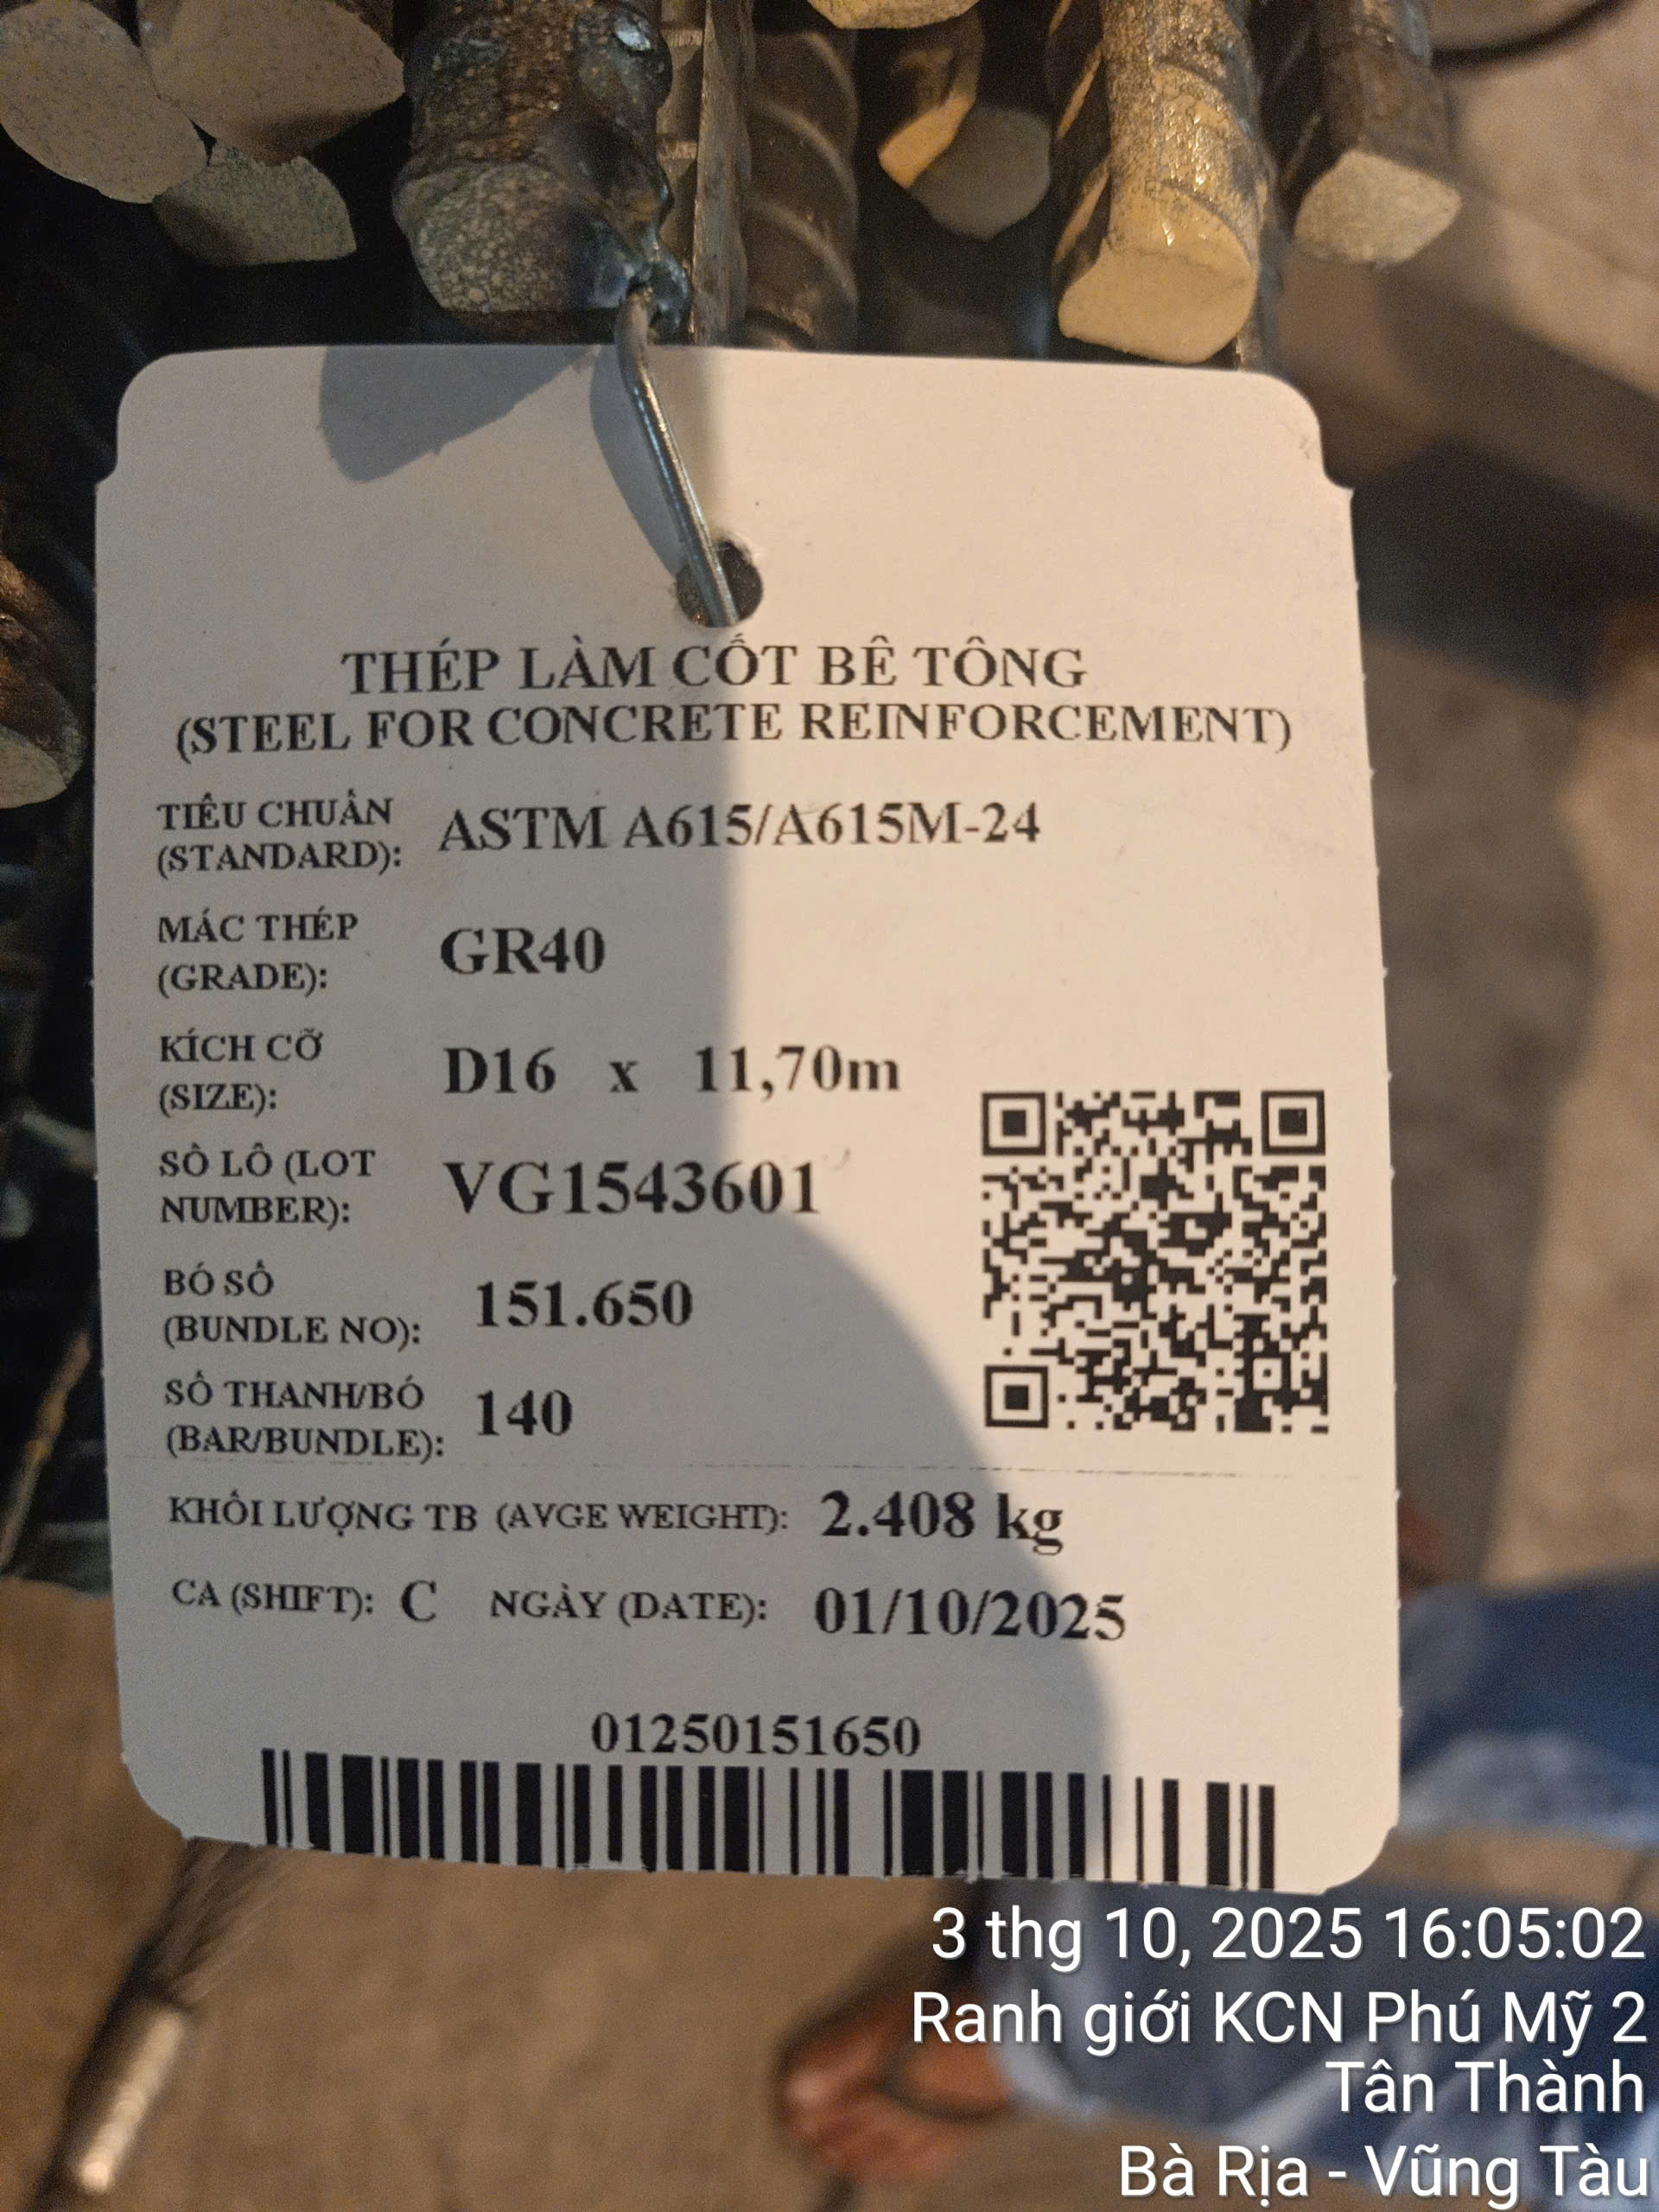 THÉP LÀM CỐT BÊ TÔNG
(STEEL FOR CONCRETE REINFORCEMENT)
TIÊU CHUẨN
(STANDARD): ASTM A615/A615M-24
MÁC THÉP
(GRADE): GR40
KÍCH CỠ
(SIZE): D16 x 11,70m
SỐ LÔ (LOT
NUMBER): VG1543601
BÓ SỐ
(BUNDLE NO): 151.650
SỐ THANH/BÓ
(BAR/BUNDLE): 140
KHỐI LƯỢNG TB (AVGE WEIGHT): 2.408 kg
CA (SHIFT): C NGÀY (DATE): 01/10/2025
01250151650
3 thg 10, 2025 16:05:02
Ranh giới KCN Phú Mỹ 2
Tân Thành
Bà Rịa - Vũng Tàu